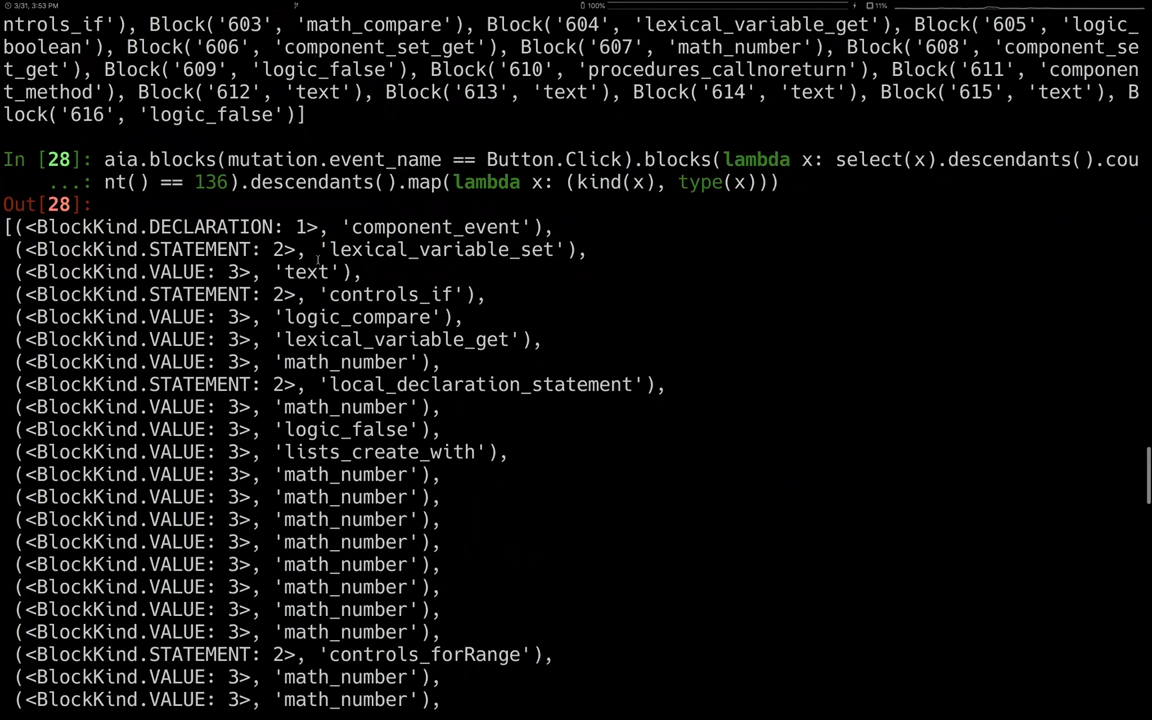 3/31, 3:53 PM 100% 11%
ntrols_if'), Block('603', 'math_compare'), Block('604', 'lexical_variable_get'), Block('605', 'logic_
boolean'), Block('606', 'component_set_get'), Block('607', 'math_number'), Block('608', 'component_se
t_get'), Block('609', 'logic_false'), Block('610', 'procedures_callnoreturn'), Block('611', 'componen
t_method'), Block('612', 'text'), Block('613', 'text'), Block('614', 'text'), Block('615', 'text'), B
lock('616', 'logic_false')]
In [28]: aia.blocks(mutation.event_name == Button.Click).blocks(lambda x: select(x).descendants().cou
...: nt() == 136).descendants().map(lambda x: (kind(x), type(x)))
Out[28]:
[(<BlockKind.DECLARATION: 1>, 'component_event'),
(<BlockKind.STATEMENT: 2>, 'lexical_variable_set'),
(<BlockKind.VALUE: 3>, 'text'),
(<BlockKind.STATEMENT: 2>, 'controls_if'),
(<BlockKind.VALUE: 3>, 'logic_compare'),
(<BlockKind.VALUE: 3>, 'lexical_variable_get'),
(<BlockKind.VALUE: 3>, 'math_number'),
(<BlockKind.STATEMENT: 2>, 'local_declaration_statement'),
(<BlockKind.VALUE: 3>, 'math_number'),
(<BlockKind.VALUE: 3>, 'logic_false'),
(<BlockKind.VALUE: 3>, 'lists_create_with'),
(<BlockKind.VALUE: 3>, 'math_number'),
(<BlockKind.VALUE: 3>, 'math_number'),
(<BlockKind.VALUE: 3>, 'math_number'),
(<BlockKind.VALUE: 3>, 'math_number'),
(<BlockKind.VALUE: 3>, 'math_number'),
(<BlockKind.VALUE: 3>, 'math_number'),
(<BlockKind.VALUE: 3>, 'math_number'),
(<BlockKind.VALUE: 3>, 'math_number'),
(<BlockKind.STATEMENT: 2>, 'controls_forRange'),
(<BlockKind.VALUE: 3>, 'math_number'),
(<BlockKind.VALUE: 3>, 'math_number'),